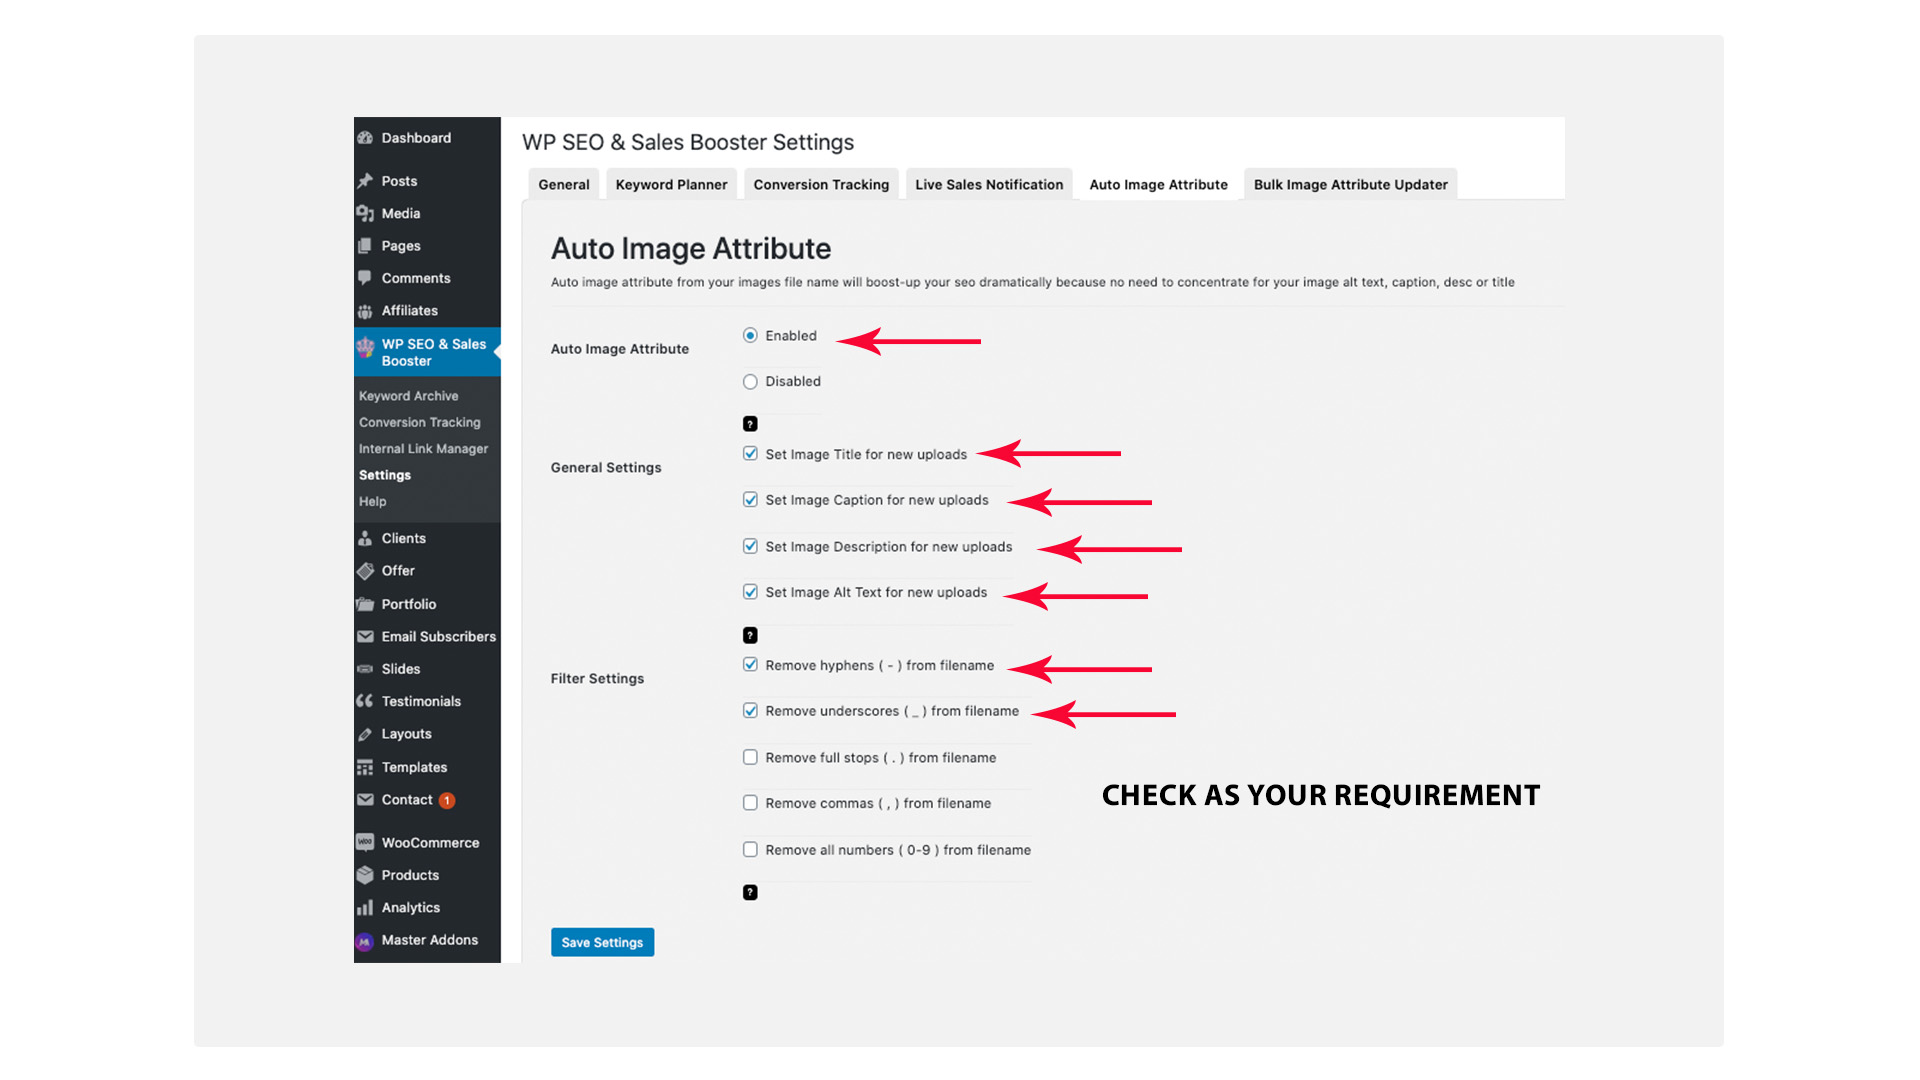 Dashboard
Posts
Media
Pages
Comments
Affiliates
WP SEO & Sales
Booster
Keyword Archive
Conversion Tracking
Internal Link Manager
Settings
Help
Clients
Offer
Portfolio
Email Subscribers
Slides
Testimonials
Layouts
Templates
Contact 1
WooCommerce
Products
Analytics
Master Addons
WP SEO & Sales Booster Settings
General Keyword Planner Conversion Tracking Live Sales Notification Auto Image Attribute Bulk Image Attribute Updater
Auto Image Attribute
Auto image attribute from your images file name will boost-up your seo dramatically because no need to concentrate for your image alt text, caption, desc or title
Auto Image Attribute
Enabled
Disabled
?
General Settings
Set Image Title for new uploads
Set Image Caption for new uploads
Set Image Description for new uploads
Set Image Alt Text for new uploads
?
Filter Settings
Remove hyphens ( - ) from filename
Remove underscores ( _ ) from filename
Remove full stops ( . ) from filename
Remove commas ( , ) from filename
Remove all numbers ( 0-9 ) from filename
?
CHECK AS YOUR REQUIREMENT
Save Settings